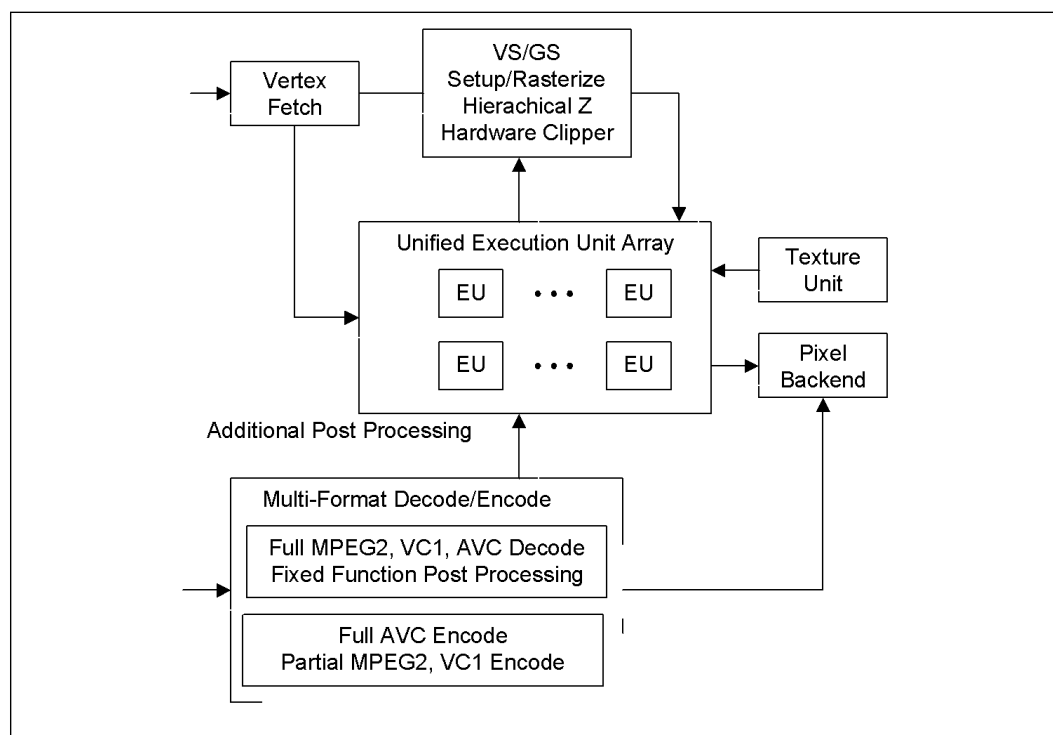 Vertex
Fetch
VS/GS
Setup/Rasterize
Hierachical Z
Hardware Clipper
Unified Execution Unit Array
EU • • • EU
EU • • • EU
Texture
Unit
Pixel
Backend
Additional Post Processing
Multi-Format Decode/Encode
Full MPEG2, VC1, AVC Decode
Fixed Function Post Processing
Full AVC Encode
Partial MPEG2, VC1 Encode